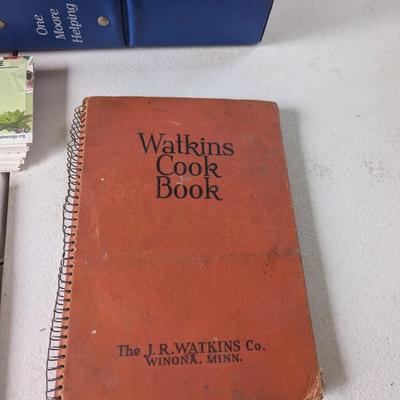 One
Moore
Helping
Watkins
Cook
Book
The J. R. WATKINS Co.
WINONA, MINN.